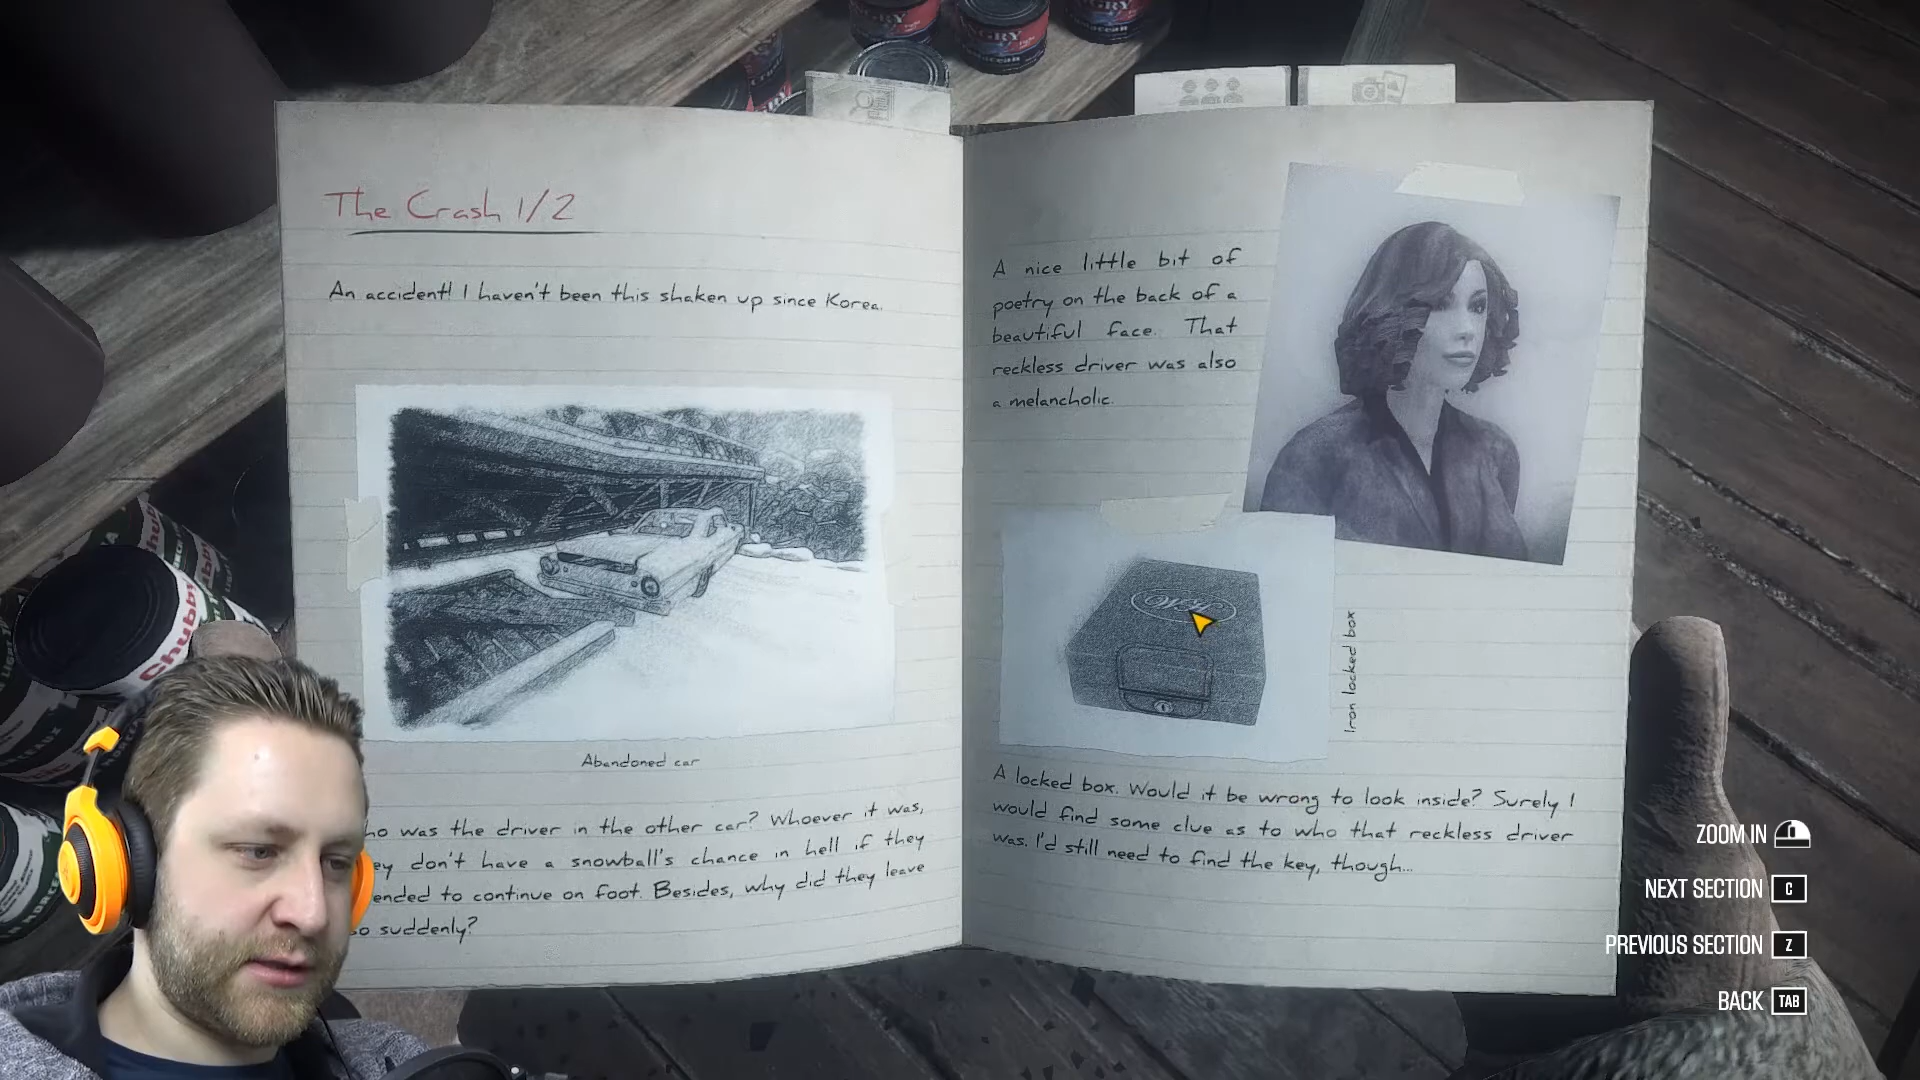 The Crash 1/2
An accident! I haven't been this shaken up since Korea.
Abandoned car
ho was the driver in the other car? Whoever it was,
ey don't have a snowball's chance in hell if they
ended to continue on foot. Besides, why did they leave
so suddenly?
A nice little bit of
poetry on the back of a
beautiful face. That
reckless driver was also
a melancholic.
Iron locked box
A locked box. Would it be wrong to look inside? Surely I
would find some clue as to who that reckless driver
was. I'd still need to find the key, though...
ZOOM IN
NEXT SECTION C
PREVIOUS SECTION Z
BACK TAB
Chubby